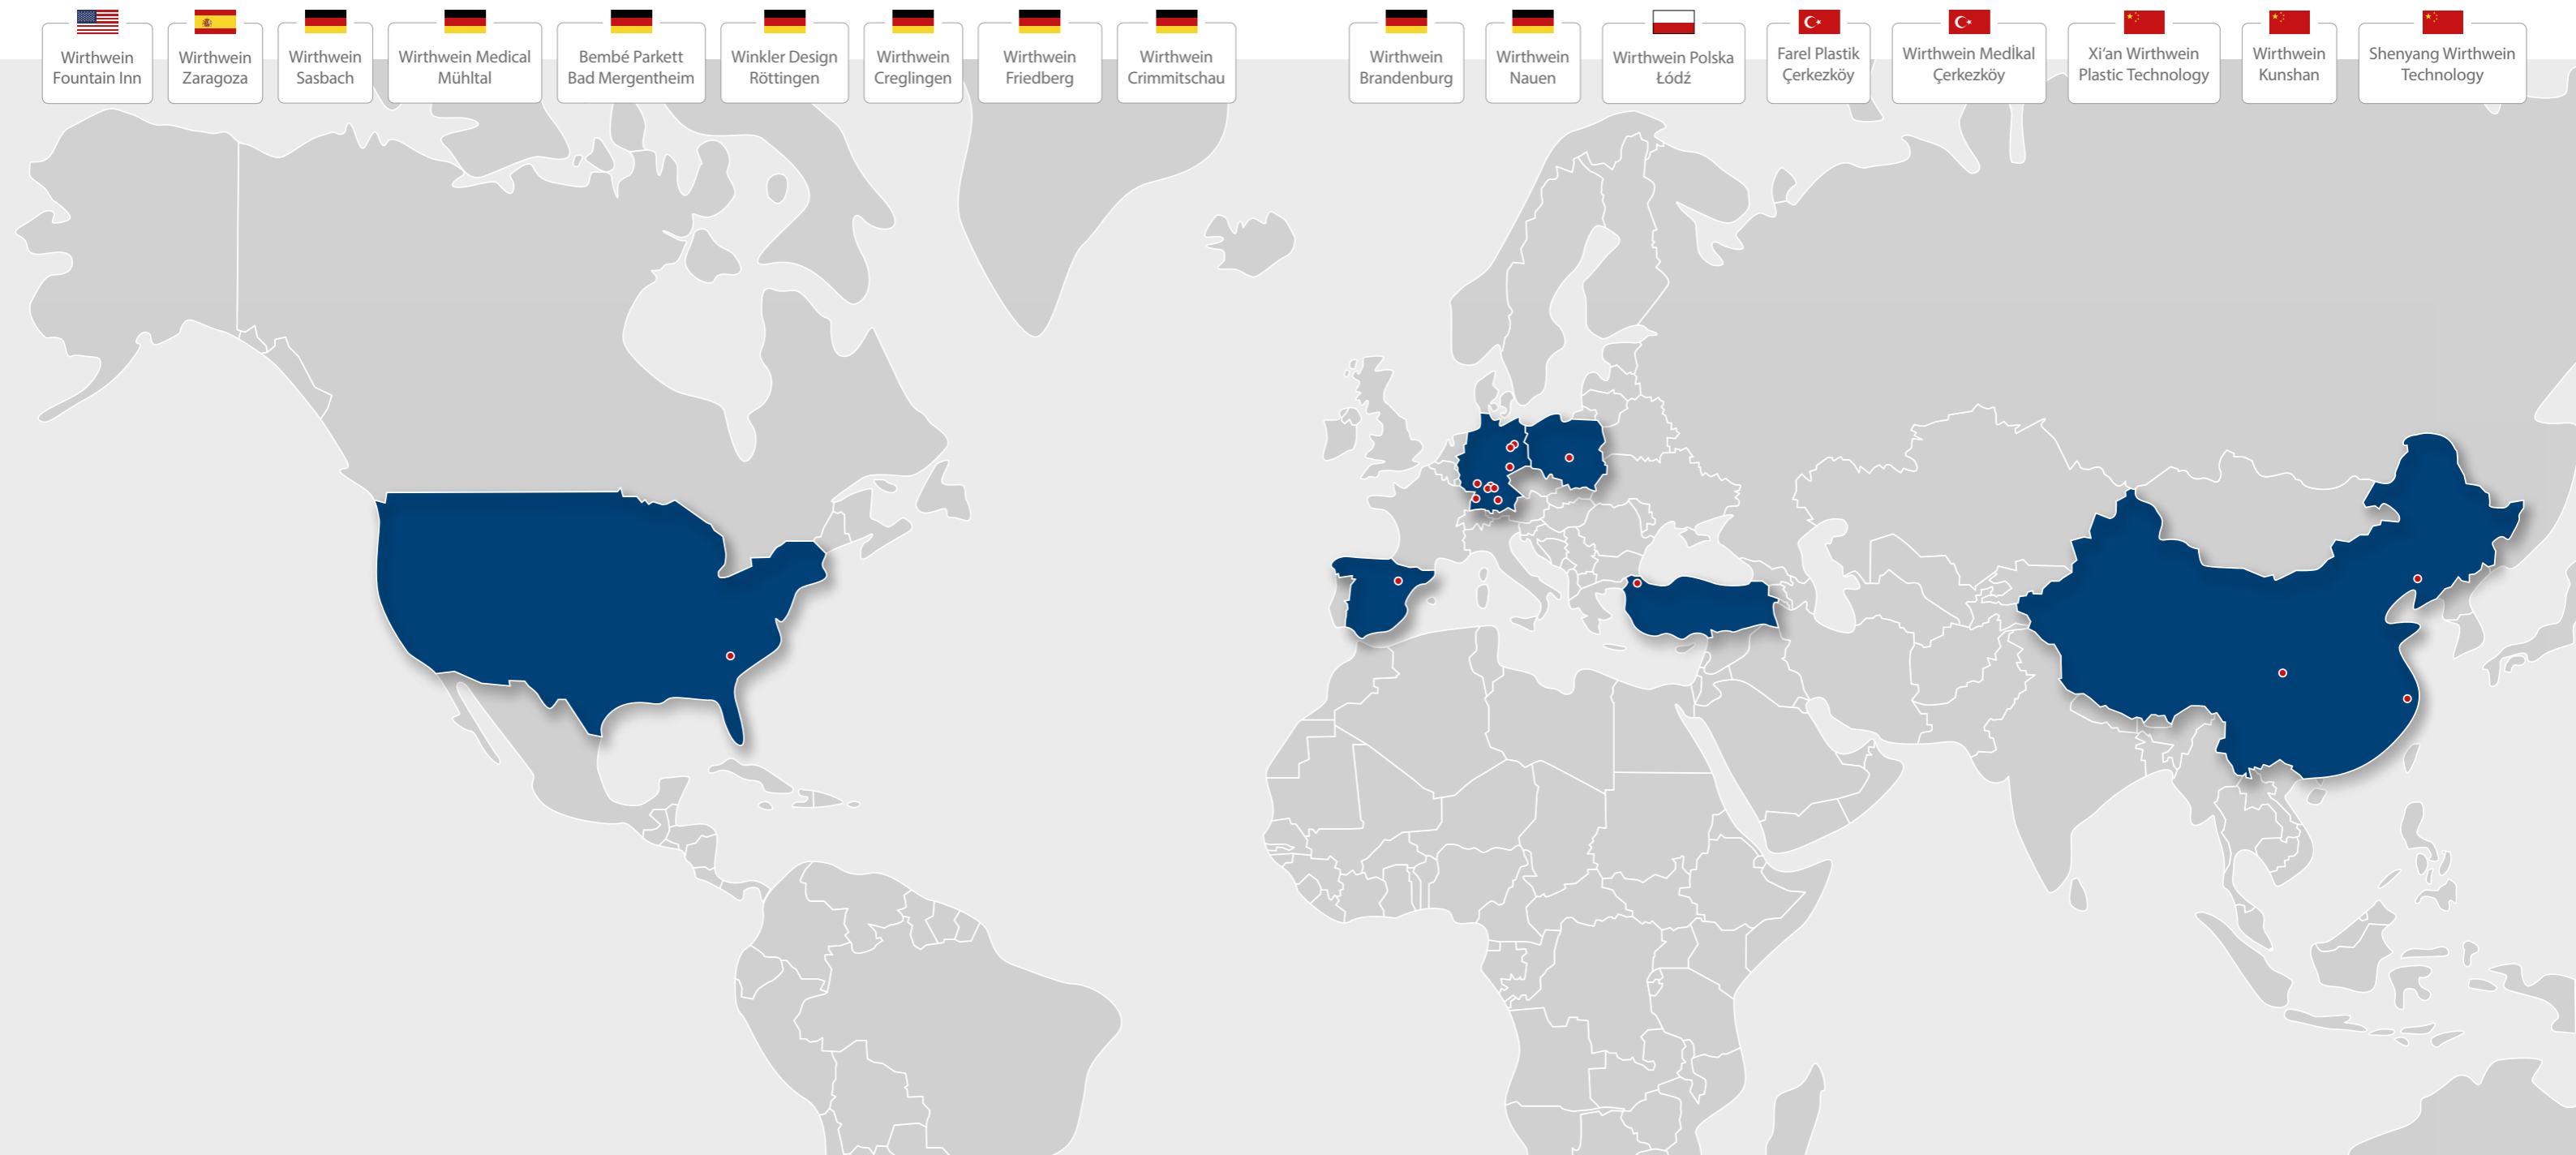 Wirthwein
Fountain Inn
Wirthwein
Zaragoza
Wirthwein
Sasbach
Wirthwein Medical
Mühltal
Bembé Parkett
Bad Mergentheim
Winkler Design
Röttingen
Wirthwein
Creglingen
Wirthwein
Friedberg
Wirthwein
Crimmitschau
Wirthwein
Brandenburg
Wirthwein
Nauen
Wirthwein Polska
Łódź
Farel Plastik
Çerkezköy
Wirthwein Medİkal
Çerkezköy
Xi'an Wirthwein
Plastic Technology
Wirthwein
Kunshan
Shenyang Wirthwein
Technology